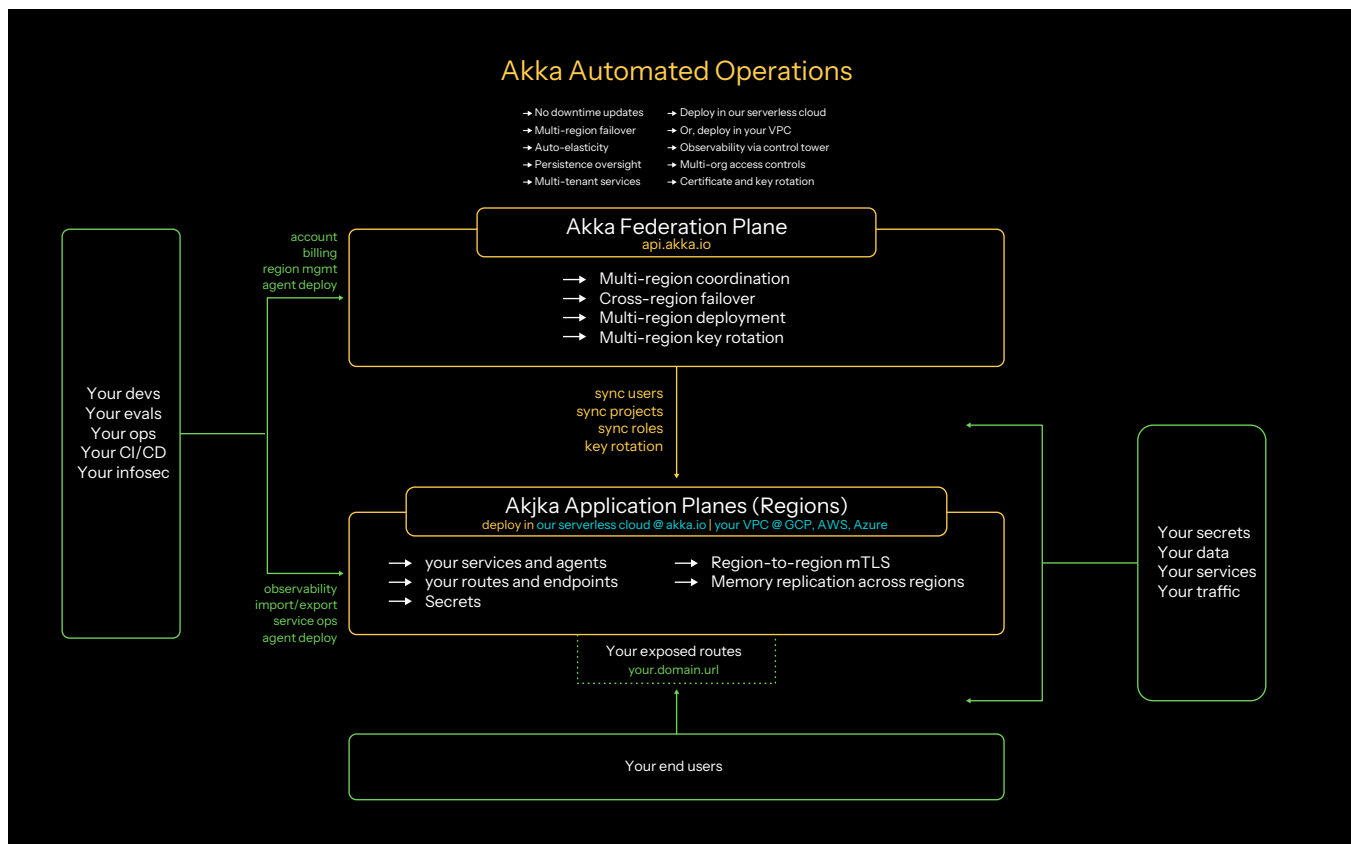 Akka Automated Operations
→ No downtime updates
→ Multi-region failover
→ Auto-elasticity
→ Persistence oversight
→ Multi-tenant services
→ Deploy in our serverless cloud
→ Or, deploy in your VPC
→ Observability via control tower
→ Multi-org access controls
→ Certificate and key rotation
Akka Federation Plane
api.akka.io
→ Multi-region coordination
→ Cross-region failover
→ Multi-region deployment
→ Multi-region key rotation
account
billing
region mgmt
agent deploy
Your devs
Your evals
Your ops
Your CI/CD
Your infosec
sync users
sync projects
sync roles
key rotation
Akjka Application Planes (Regions)
deploy in our serverless cloud @ akka.io | your VPC @ GCP, AWS, Azure
→ your services and agents
→ your routes and endpoints
→ Secrets
→ Region-to-region mTLS
→ Memory replication across regions
observability
import/export
service ops
agent deploy
Your secrets
Your data
Your services
Your traffic
Your exposed routes
your.domain.url
Your end users